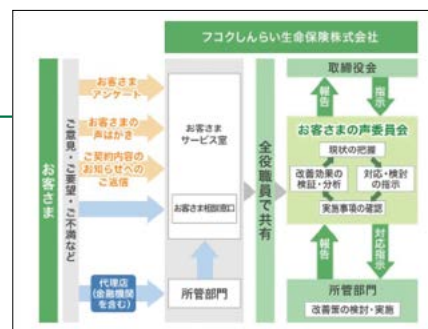 フコクしんらい生命保険株式会社
お客さま
ご意見・ご要望・ご不満など
お客さま
アンケート
お客さまの
声はがき
ご契約内容の
お知らせへの
ご返信
代理店
(金融機関
を含む)
お客さま
サービス室
お客さま相談窓口
所管部門
全役職員で共有
取締役会
報告
指示
お客さまの声委員会
現状の把握
改善効果の
検証・分析
対応・検討
の指示
実施事項の確認
報告
対応指示
所管部門
改善策の検討・実施